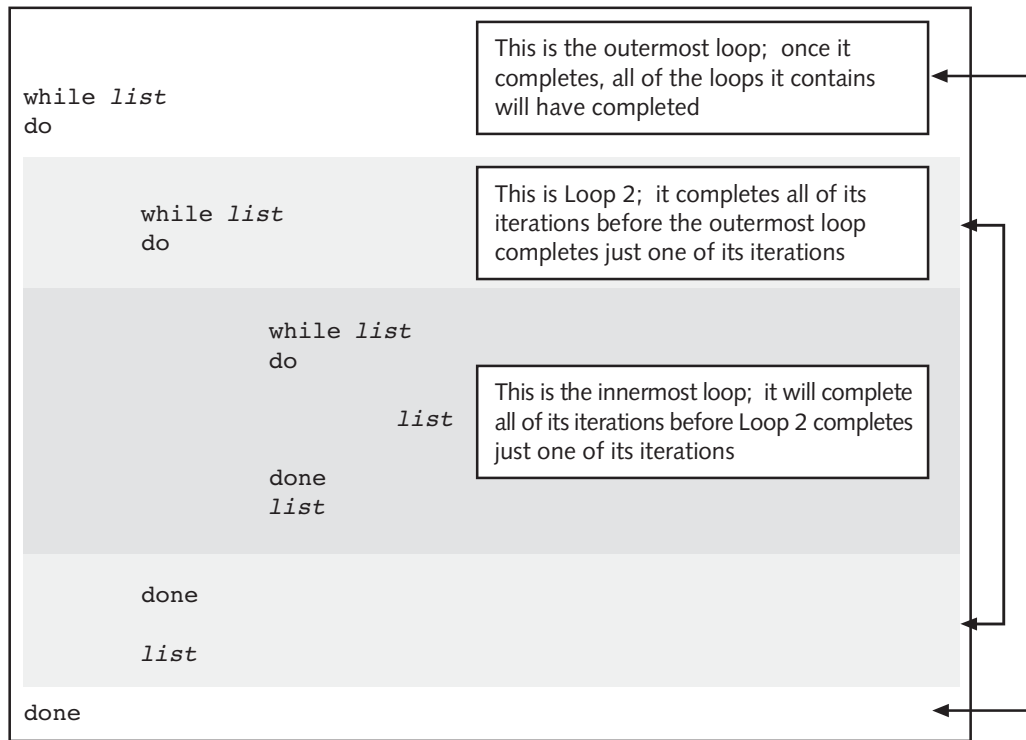 This is the outermost loop; once it
completes, all of the loops it contains
will have completed
while list
do
This is Loop 2; it completes all of its
iterations before the outermost loop
completes just one of its iterations
while list
do
while list
do
This is the innermost loop; it will complete
all of its iterations before Loop 2 completes
just one of its iterations
list
done
list
done
list
done